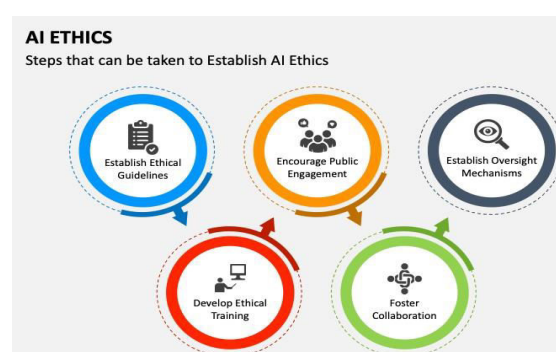 AI ETHICS
Steps that can be taken to Establish AI Ethics
Establish Ethical
Guidelines
Encourage Public
Engagement
Establish Oversight
Mechanisms
Develop Ethical
Training
Foster
Collaboration